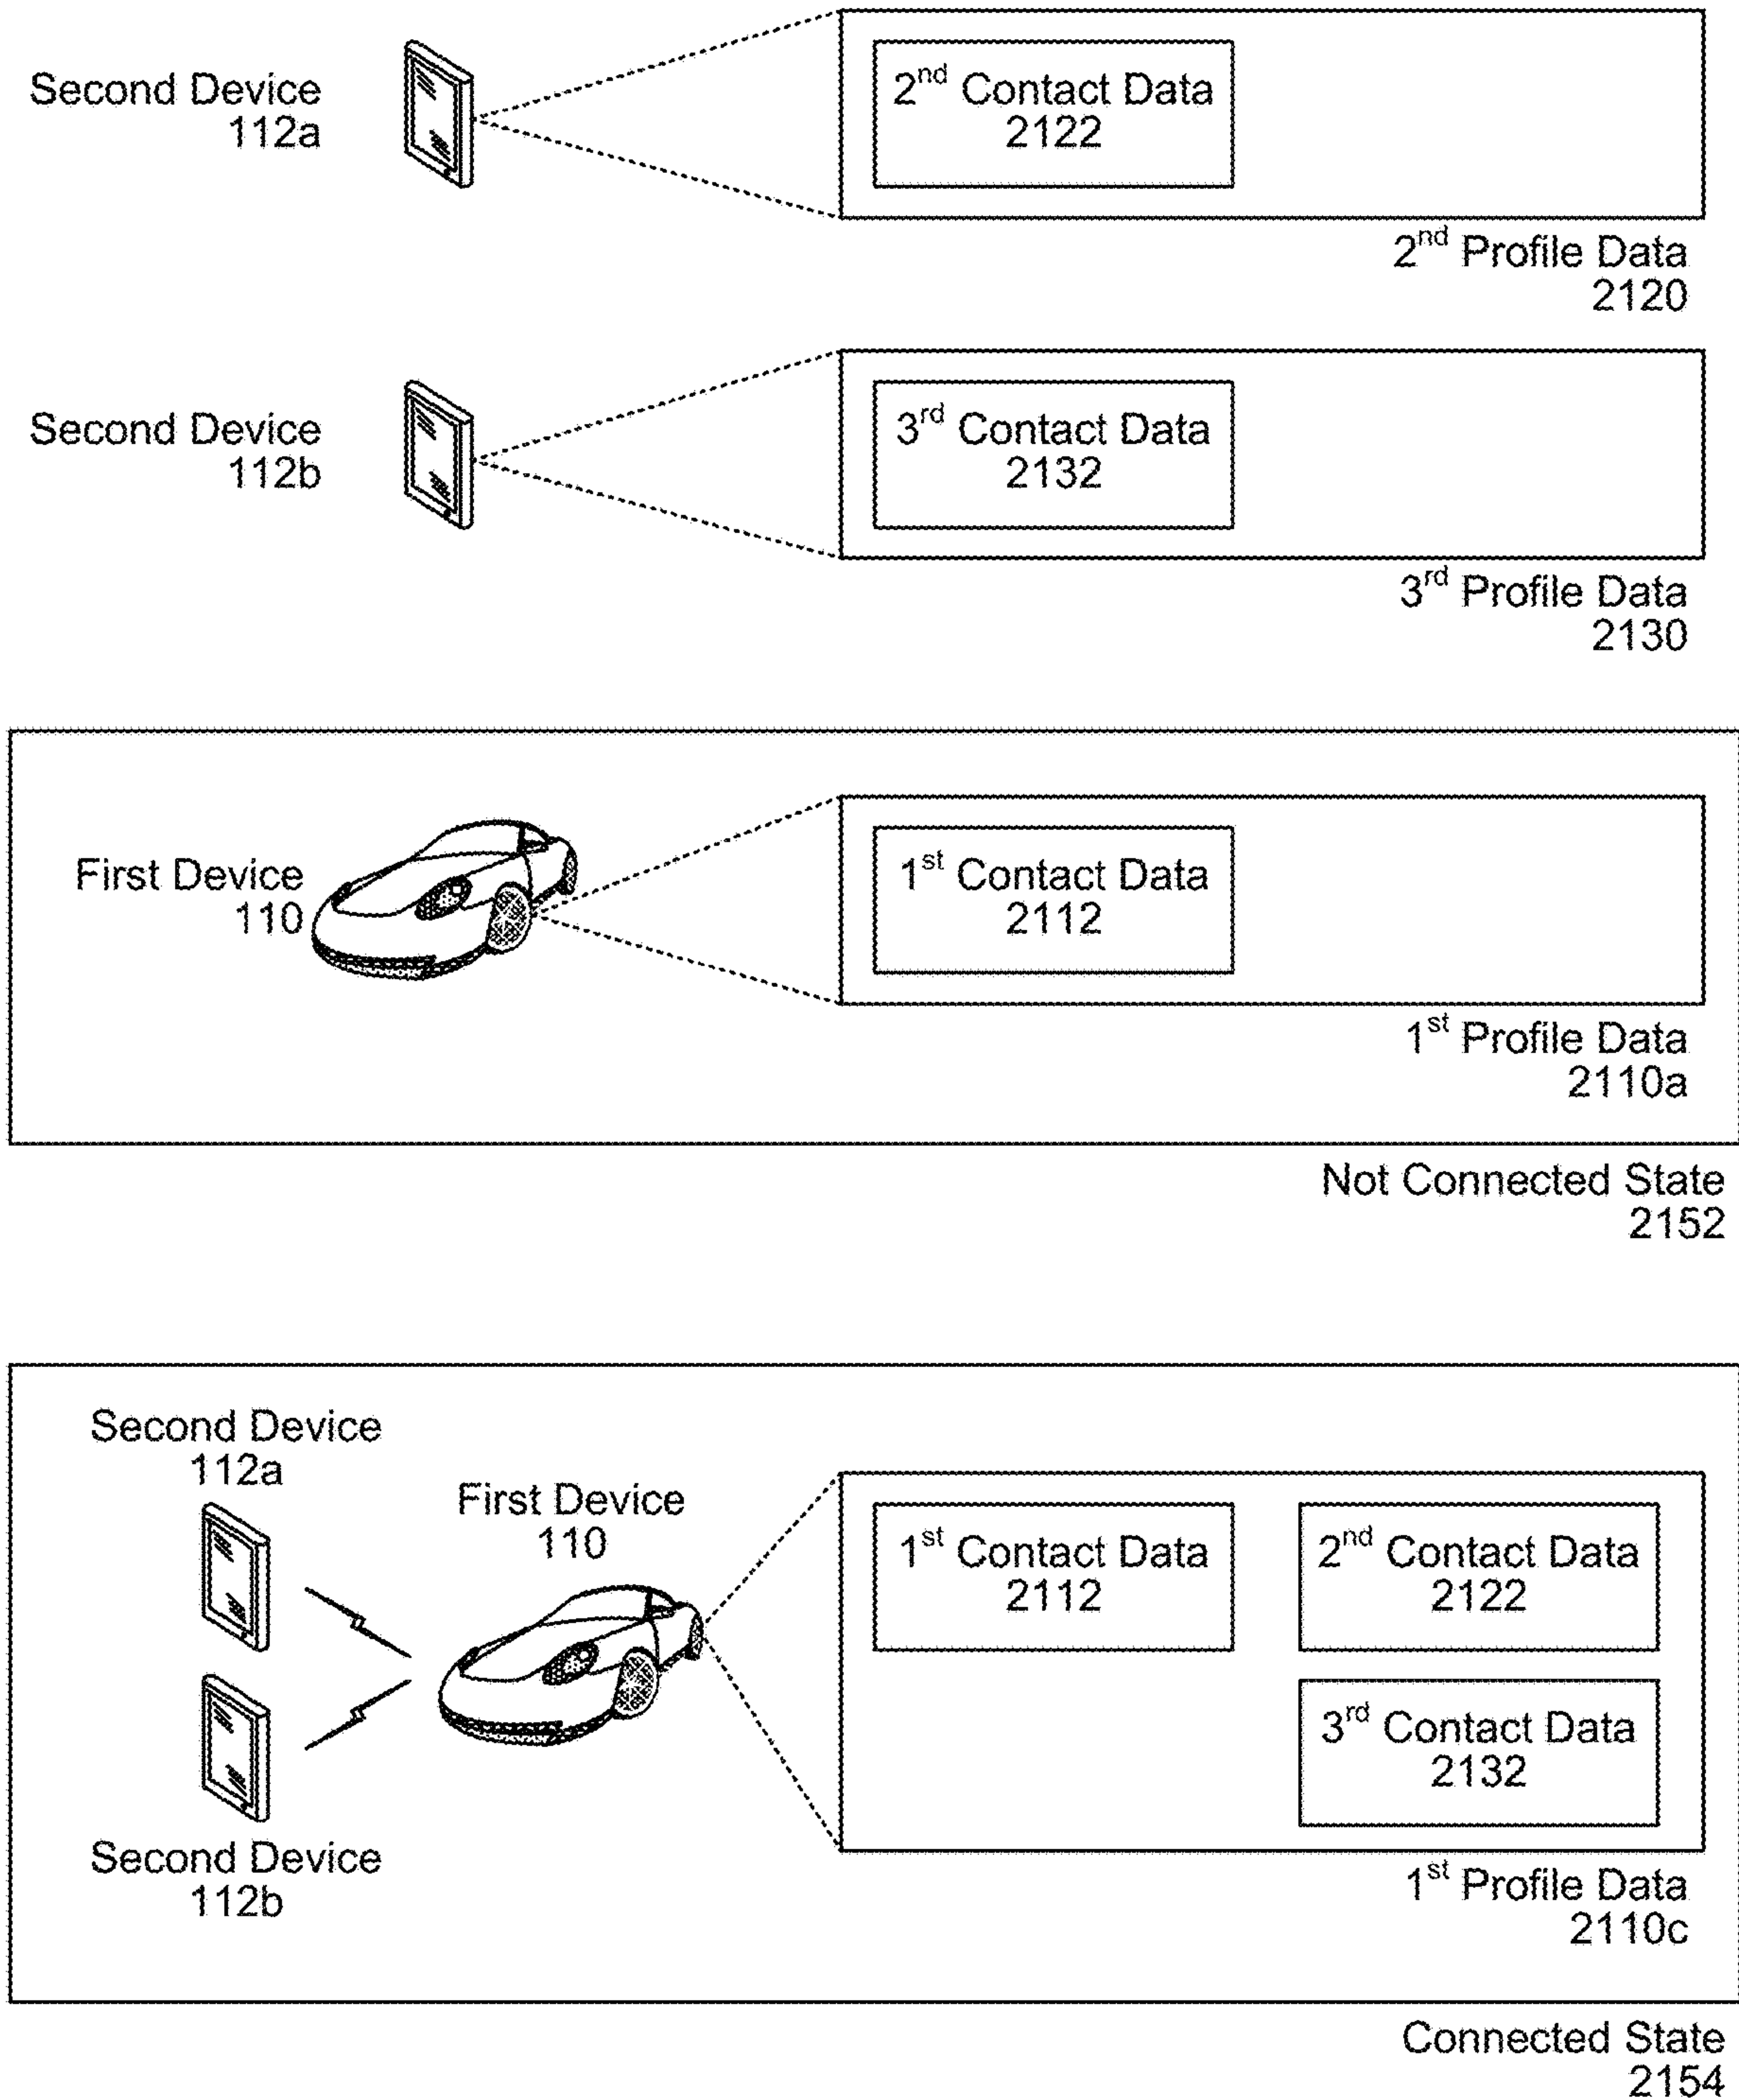 Second Device
112a
2nd Contact Data
2122
2nd Profile Data
2120
Second Device
112b
3rd Contact Data
2132
3rd Profile Data
2130
First Device
110
1st Contact Data
2112
1st Profile Data
2110a
Not Connected State
2152
Second Device
112a
First Device
110
Second Device
112b
1st Contact Data
2112
2nd Contact Data
2122
3rd Contact Data
2132
1st Profile Data
2110c
Connected State
2154